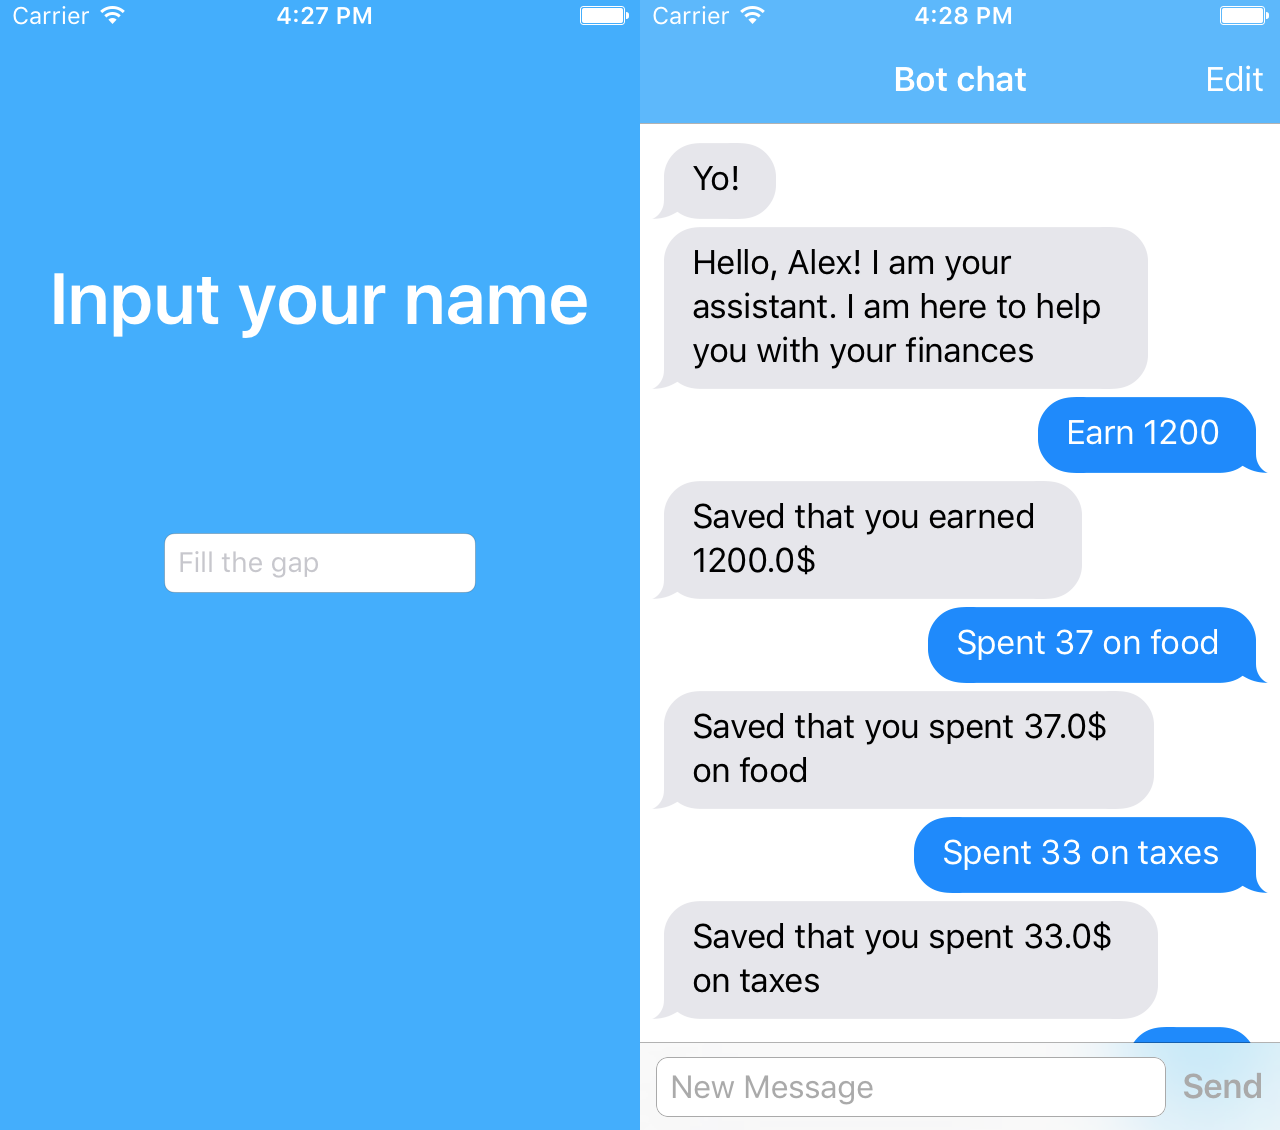 Carrier 4:27 PM
Input your name
Fill the gap
Carrier 4:28 PM
Bot chat Edit
Yo!
Hello, Alex! I am your
assistant. I am here to help
you with your finances
Earn 1200
Saved that you earned
1200.0$
Spent 37 on food
Saved that you spent 37.0$
on food
Spent 33 on taxes
Saved that you spent 33.0$
on taxes
New Message Send